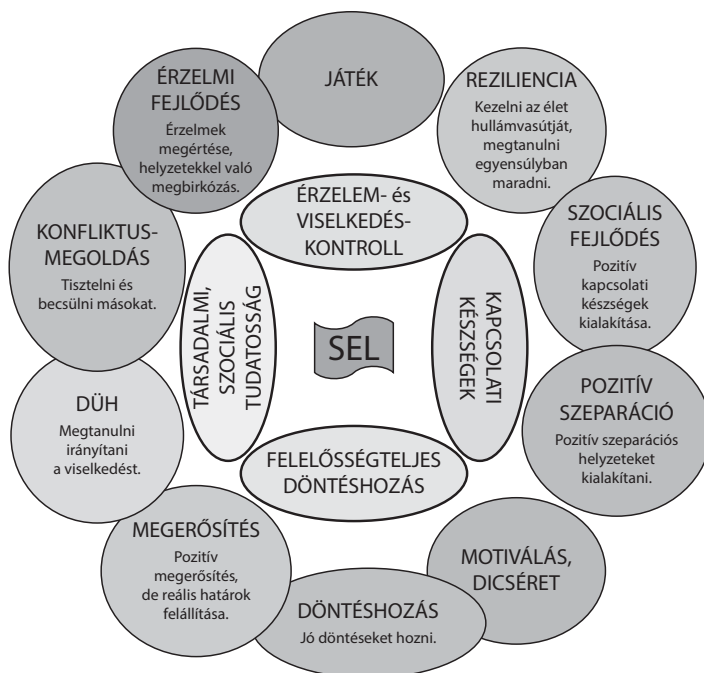 JÁTÉK
REZILIENCIA
Kezelni az élet
hullámvasútját,
megtanulni
egyensúlyban
maradni.
SZOCIÁLIS
FEJLŐDÉS
Pozitív
kapcsolati
készségek
kialakítása.
POZITÍV
SZEPARÁCIÓ
Pozitív szeparációs
helyzeteket
kialakítani.
MOTIVÁLÁS,
DICSÉRET
DÖNTÉSHOZÁS
Jó döntéseket hozni.
MEGERŐSÍTÉS
Pozitív
megerősítés,
de reális határok
felállítása.
DÜH
Megtanulni
irányítani
a viselkedést.
KONFLIKTUS-
MEGOLDÁS
Tisztelni és
becsülni másokat.
ÉRZELMI
FEJLŐDÉS
Érzelmek
megértése,
helyzetekkel való
megbirkózás.
ÉRZELEM- és
VISELKEDÉS-
KONTROLL
KAPCSOLATI
KÉSZSÉGEK
FELELŐSSÉGTELJES
DÖNTÉSHOZÁS
TÁRSADALMI,
SZOCIÁLIS
TUDATOSSÁG
SEL